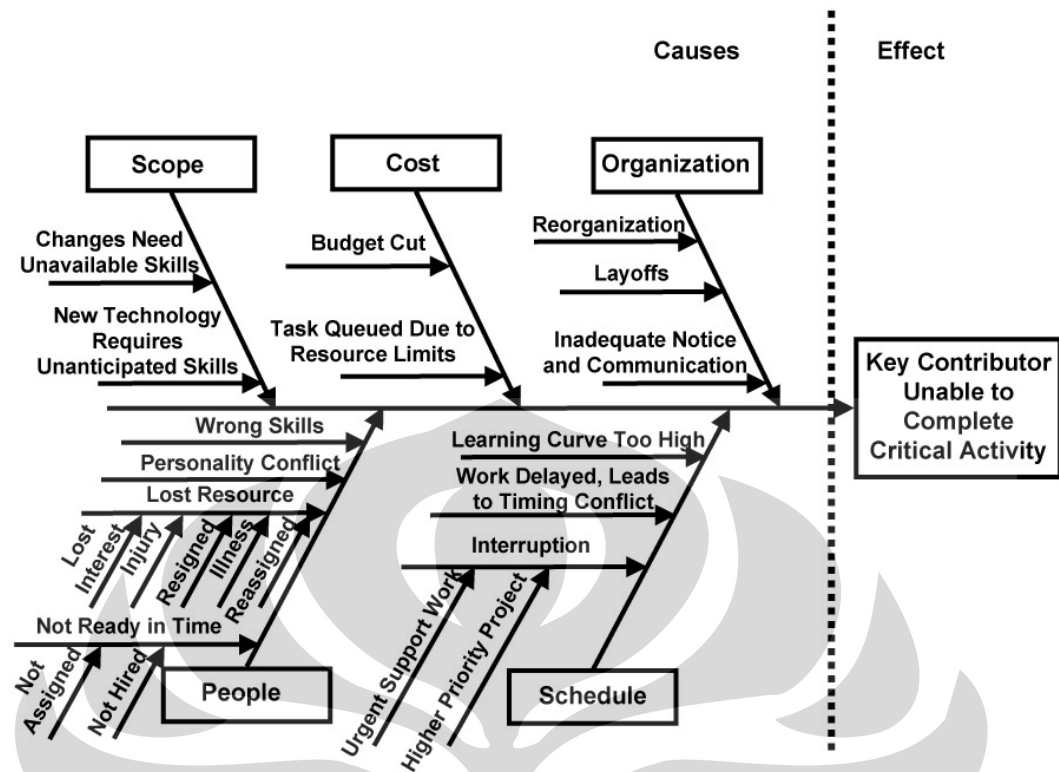 Causes
Effect
Scope
Cost
Organization
Changes Need
Unavailable Skills
New Technology
Requires
Unanticipated Skills
Budget Cut
Task Queued Due to
Resource Limits
Reorganization
Layoffs
Inadequate Notice
and Communication
Key Contributor
Unable to
Complete
Critical Activity
Wrong Skills
Personality Conflict
Lost Resource
Lost
Interest
Injury
Resigned
Illness
Reassigned
Not Ready in Time
Not
Assigned
Not Hired
People
Learning Curve Too High
Work Delayed, Leads
to Timing Conflict
Interruption
Urgent Support Work
Higher Priority Project
Schedule